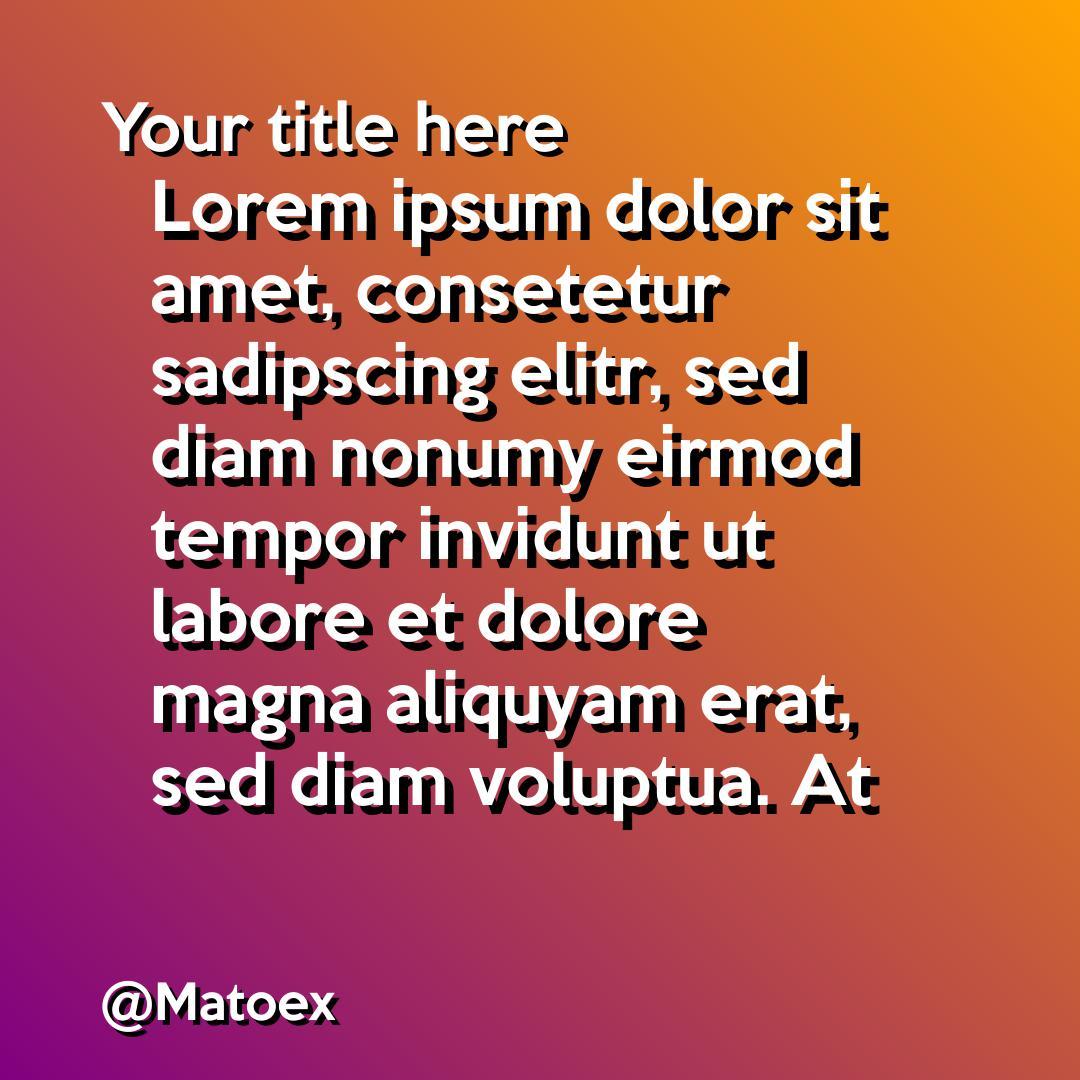 Your title here
Lorem ipsum dolor sit
amet, consetetur
sadipscing elitr, sed
diam nonumy eirmod
tempor invidunt ut
labore et dolore
magna aliquyam erat,
sed diam voluptua. At
@Matoex